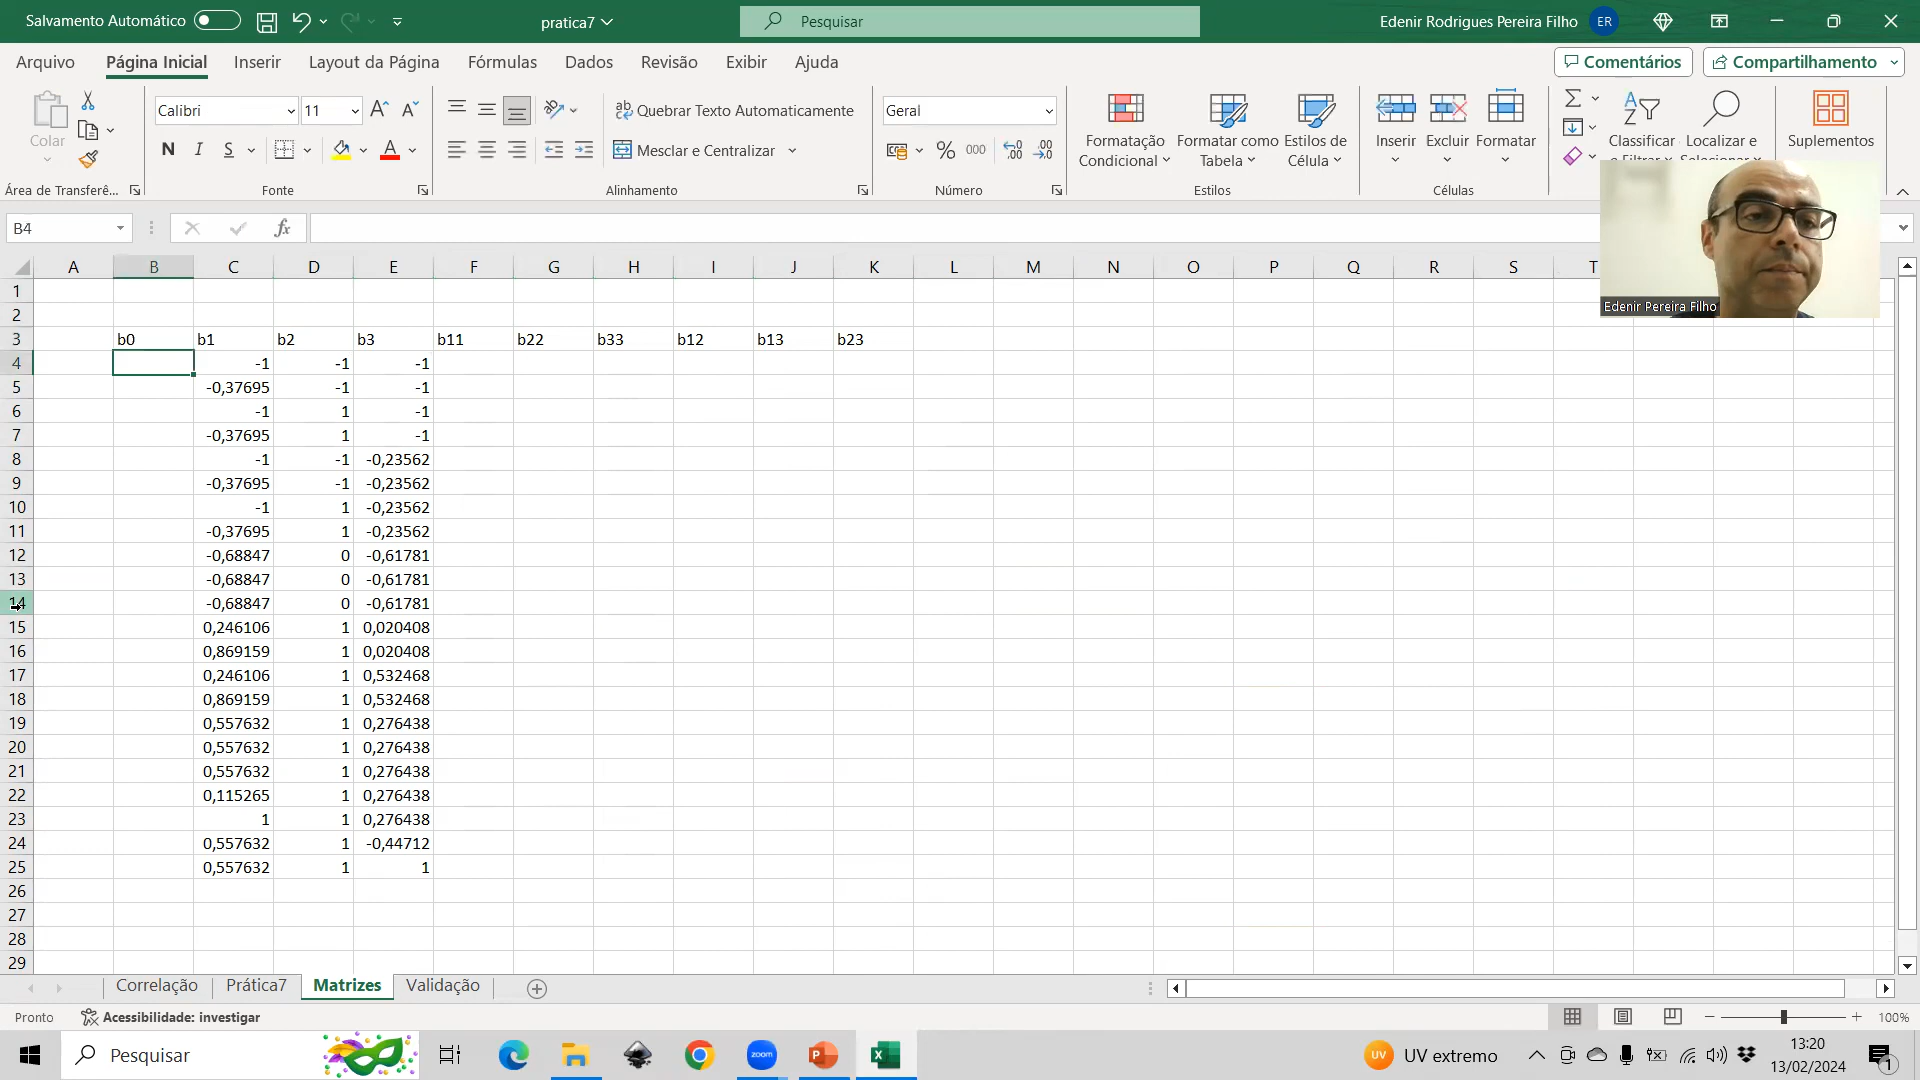 Salvamento Automático
pratica7
Pesquisar
Edenir Rodrigues Pereira Filho
ER
Arquivo
Página Inicial
Inserir
Layout da Página
Fórmulas
Dados
Revisão
Exibir
Ajuda
Comentários
Compartilhamento
Colar
Calibri
11
N
I
S
Quebrar Texto Automaticamente
Mesclar e Centralizar
Geral
%
000
Formatação Condicional
Formatar como Tabela
Estilos de Célula
Inserir
Excluir
Formatar
Classificar
Localizar e
Suplementos
Área de Transferê...
Fonte
Alinhamento
Número
Estilos
Células
B4
fx
Edenir Pereira Filho
A B C D E F G H I J K L M N O P Q R S T
1
2
3 b0 b1 b2 b3 b11 b22 b33 b12 b13 b23
4 -1 -1 -1
5 -0,37695 -1 -1
6 -1 1 -1
7 -0,37695 1 -1
8 -1 -1 -0,23562
9 -0,37695 -1 -0,23562
10 -1 1 -0,23562
11 -0,37695 1 -0,23562
12 -0,68847 0 -0,61781
13 -0,68847 0 -0,61781
14 -0,68847 0 -0,61781
15 0,246106 1 0,020408
16 0,869159 1 0,020408
17 0,246106 1 0,532468
18 0,869159 1 0,532468
19 0,557632 1 0,276438
20 0,557632 1 0,276438
21 0,557632 1 0,276438
22 0,115265 1 0,276438
23 1 1 0,276438
24 0,557632 1 -0,44712
25 0,557632 1 1
26
27
28
29
Correlação
Prática7
Matrizes
Validação
Pronto
Acessibilidade: investigar
100%
Pesquisar
zoom
UV
UV extremo
13:20
13/02/2024
1